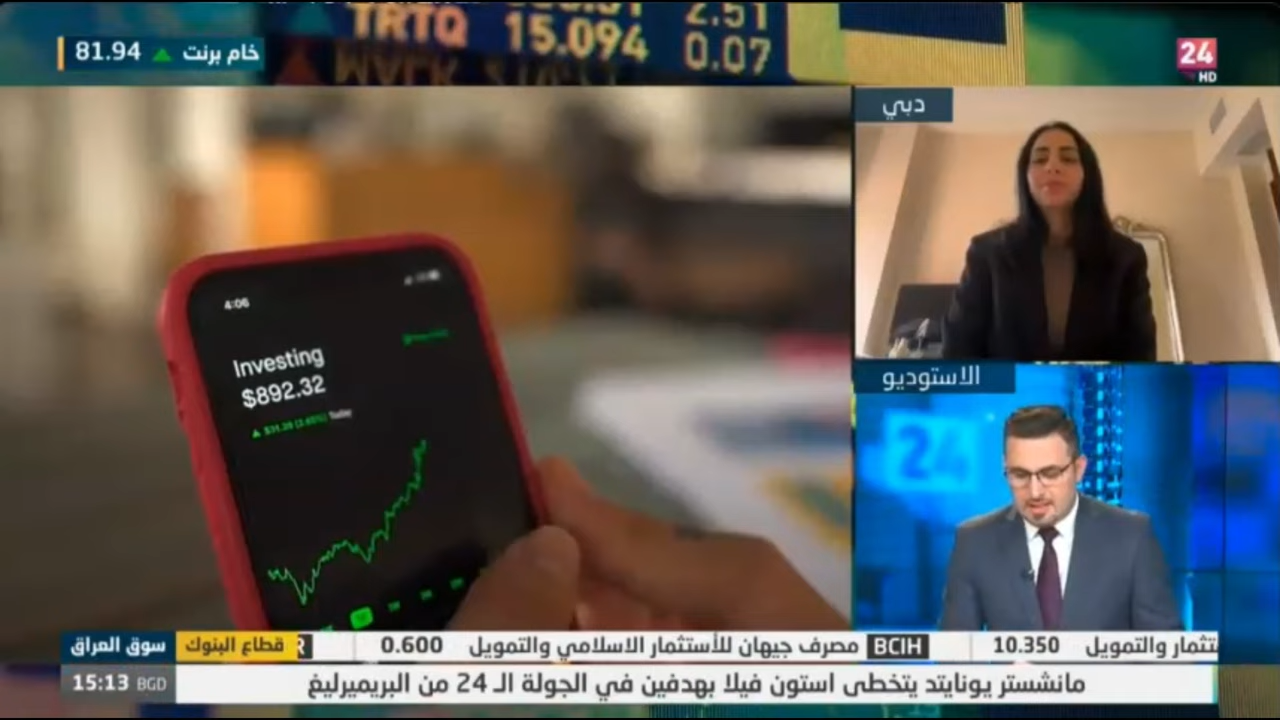 TRTQ 15.094 0.07
2.51
خام برنت 81.94
24
HD
دبي
4:06
Investing
$892.32
Today
الاستوديو
24
سوق العراق
قطاع البنوك
0.600 مصرف جيهان للأستثمار الاسلامي والتمويل BCIH 10.350 والتمويل
15:13 BGD
مانشستر يونايتد يتخطى استون فيلا بهدفين في الجولة الـ 24 من البريميرليغ